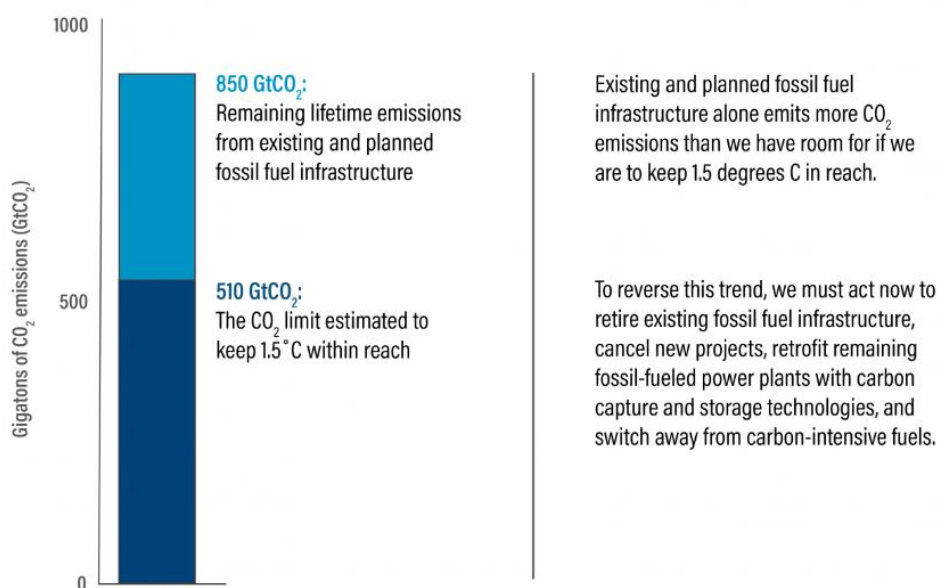 1000
850 GtCO₂:
Remaining lifetime emissions
from existing and planned
fossil fuel infrastructure
Existing and planned fossil fuel
infrastructure alone emits more CO₂
emissions than we have room for if we
are to keep 1.5 degrees C in reach.
Gigatons of CO₂ emissions (GtCO₂)
500
510 GtCO₂:
The CO₂ limit estimated to
keep 1.5˚C within reach
To reverse this trend, we must act now to
retire existing fossil fuel infrastructure,
cancel new projects, retrofit remaining
fossil-fueled power plants with carbon
capture and storage technologies, and
switch away from carbon-intensive fuels.
0